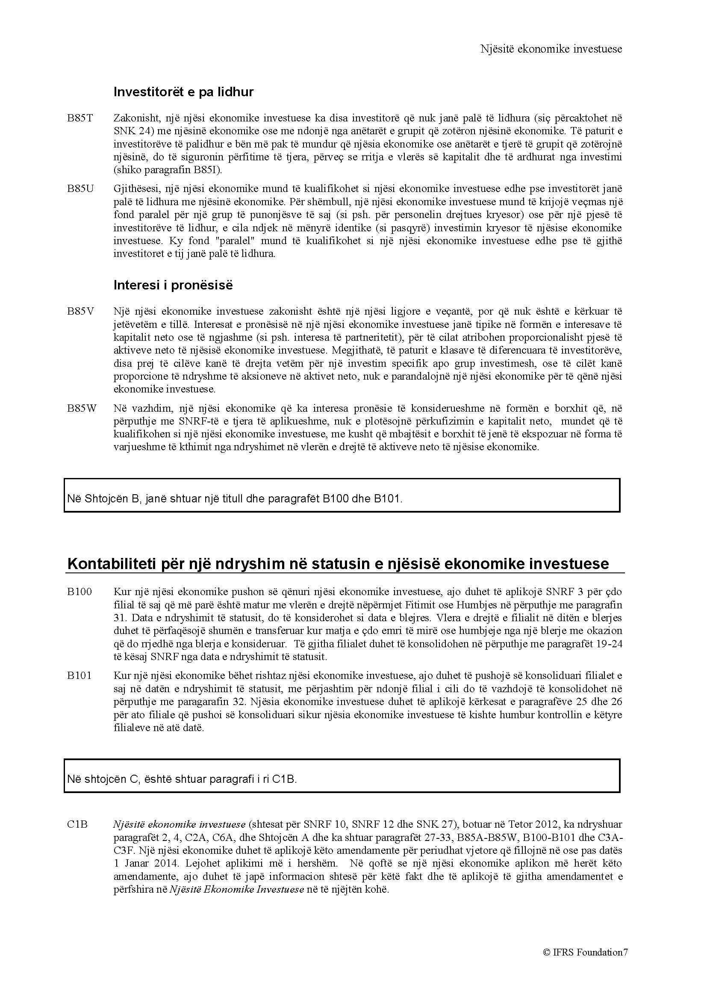 Njësitë ekonomike investuese
Investitorët e pa lidhur
B85T Zakonisht, një njësi ekonomike investuese ka disa investitorë që nuk janë palë të lidhura (siç përcaktohet në
SNK 24) me njësinë ekonomike ose me ndonjë nga anëtarët e grupit që zotëron njësinë ekonomike. Të paturit e
investitorëve të palidhur e bën më pak të mundur që njësia ekonomike ose anëtarët e tjerë të grupit që zotërojnë
njësinë, do të siguronin përfitime të tjera, përveç se rritja e vlerës së kapitalit dhe të ardhurat nga investimi
(shiko paragrafin B85I).
B85U Gjithësesi, një njësi ekonomike mund të kualifikohet si njësi ekonomike investuese edhe pse investitorët janë
palë të lidhura me njësinë ekonomike. Për shëmbull, një njësi ekonomike investuese mund të krijojë veçmas një
fond paralel për një grup të punonjësve të saj (si psh. për personelin drejtues kryesor) ose për një pjesë të
investitorëve të lidhur, e cila ndjek në mënyrë identike (si pasqyrë) investimin kryesor të njësise ekonomike
investuese. Ky fond "paralel" mund të kualifikohet si një njësi ekonomike investuese edhe pse të gjithë
investitoret e tij janë palë të lidhura.
Interesi i pronësisë
B85V Një njësi ekonomike investuese zakonisht është një njësi ligjore e veçantë, por që nuk është e kërkuar të
jetëvetëm e tillë. Interesat e pronësisë në një njësi ekonomike investuese janë tipike në formën e interesave të
kapitalit neto ose të ngjashme (si psh. interesa të partneritetit), për të cilat atribohen proporcionalisht pjesë të
aktiveve neto të njësisë ekonomike investuese. Megjithatë, të paturit e klasave të diferencuara të investitorëve,
disa prej të cilëve kanë të drejta vetëm për një investim specifik apo grup investimesh, ose të cilët kanë
proporcione të ndryshme të aksioneve në aktivet neto, nuk e parandalojnë një njësi ekonomike për të qënë njësi
ekonomike investuese.
B85W Në vazhdim, një njësi ekonomike që ka interesa pronësie të konsiderueshme në formën e borxhit që, në
përputhje me SNRF-të e tjera të aplikueshme, nuk e plotësojnë përkufizimin e kapitalit neto, mundet që të
kualifikohen si një njësi ekonomike investuese, me kusht që mbajtësit e borxhit të jenë të ekspozuar në forma të
varjueshme të kthimit nga ndryshimet në vlerën e drejtë të aktiveve neto të njësise ekonomike.
Në Shtojcën B, janë shtuar një titull dhe paragrafët B100 dhe B101.
Kontabiliteti për një ndryshim në statusin e njësisë ekonomike investuese
B100 Kur një njësi ekonomike pushon së qënuri njësi ekonomike investuese, ajo duhet të aplikojë SNRF 3 për çdo
filial të saj që më parë është matur me vlerën e drejtë nëpërmjet Fitimit ose Humbjes në përputhje me paragrafin
31. Data e ndryshimit të statusit, do të konsiderohet si data e blejres. Vlera e drejtë e filialit në ditën e blerjes
duhet të përfaqësojë shumën e transferuar kur matja e çdo emri të mirë ose humbjeje nga një blerje me okazion
që do rrjedhë nga blerja e konsideruar. Të gjitha filialet duhet të konsolidohen në përputhje me paragrafët 19-24
të kësaj SNRF nga data e ndryshimit të statusit.
B101 Kur një njësi ekonomike bëhet rishtaz njësi ekonomike investuese, ajo duhet të pushojë së konsoliduari filialet e
saj në datën e ndryshimit të statusit, me përjashtim për ndonjë filial i cili do të vazhdojë të konsolidohet në
përputhje me paragarafin 32. Njësia ekonomike investuese duhet të aplikojë kërkesat e paragrafëve 25 dhe 26
për ato filiale që pushoi së konsoliduari sikur njësia ekonomike investuese të kishte humbur kontrollin e këtyre
filialeve në atë datë.
Në shtojcën C, është shtuar paragrafi i ri C1B.
C1B Njësitë ekonomike investuese (shtesat për SNRF 10, SNRF 12 dhe SNK 27), botuar në Tetor 2012, ka ndryshuar
paragrafët 2, 4, C2A, C6A, dhe Shtojcën A dhe ka shtuar paragrafët 27-33, B85A-B85W, B100-B101 dhe C3A-
C3F. Një njësi ekonomike duhet të aplikojë këto amendamente për periudhat vjetore që fillojnë në ose pas datës
1 Janar 2014. Lejohet aplikimi më i hershëm. Në qoftë se një njësi ekonomike aplikon më herët këto
amendamente, ajo duhet të japë informacion shtesë për këtë fakt dhe të aplikojë të gjitha amendamentet e
përfshira në Njësitë Ekonomike Investuese në të njëjtën kohë.
© IFRS Foundation7